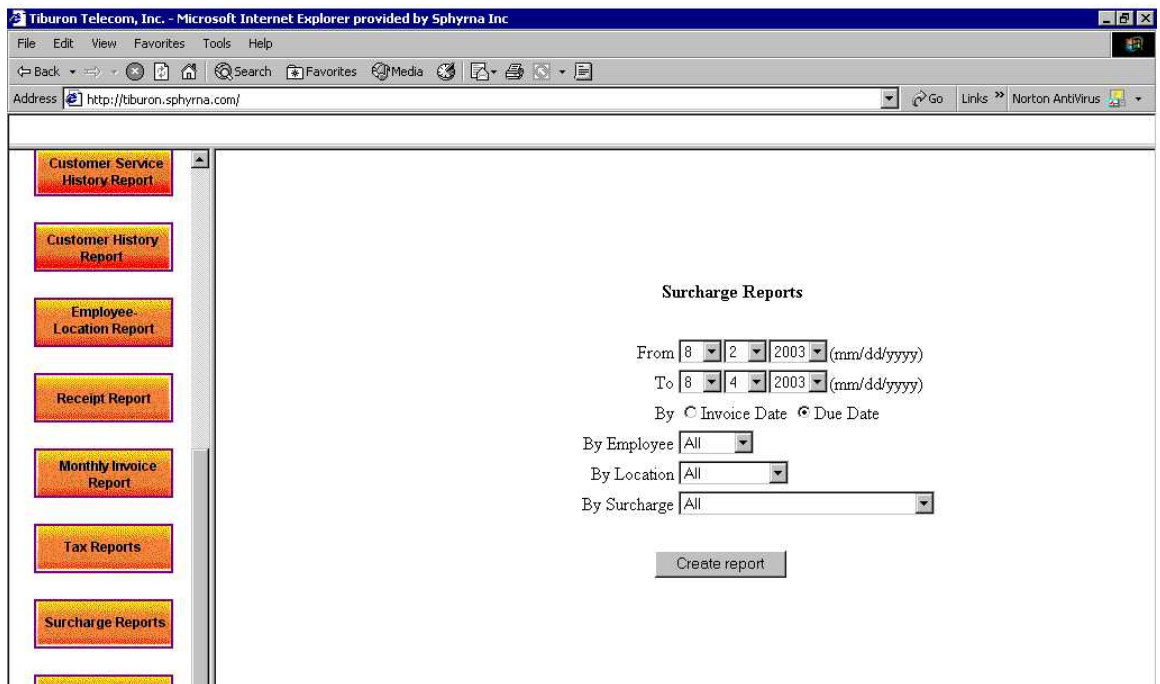 Tiburon Telecom, Inc. - Microsoft Internet Explorer provided by Sphyrna Inc
File Edit View Favorites Tools Help
Back Search Favorites Media
Address http://tiburon.sphyrna.com/ Go Links » Norton AntiVirus
Customer Service
History Report
Customer History
Report
Employee-
Location Report
Receipt Report
Monthly Invoice
Report
Tax Reports
Surcharge Reports
Surcharge Reports
From 8 2 2003 (mm/dd/yyyy)
To 8 4 2003 (mm/dd/yyyy)
By Invoice Date Due Date
By Employee All
By Location All
By Surcharge All
Create report